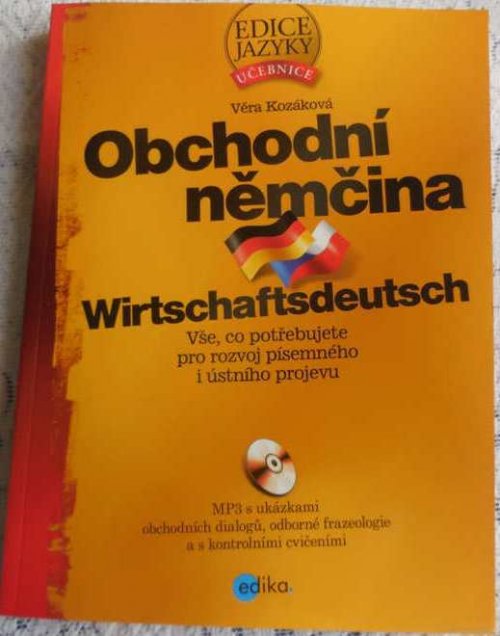 EDICE
JAZYKY
UČEBNICE
Věra Kozáková
Obchodní
němčina
Wirtschaftsdeutsch
Vše, co potřebujete
pro rozvoj písemného
i ústního projevu
MP3 s ukázkami
obchodních dialogů, odborné frazeologie
a s kontrolními cvičeními
edika.